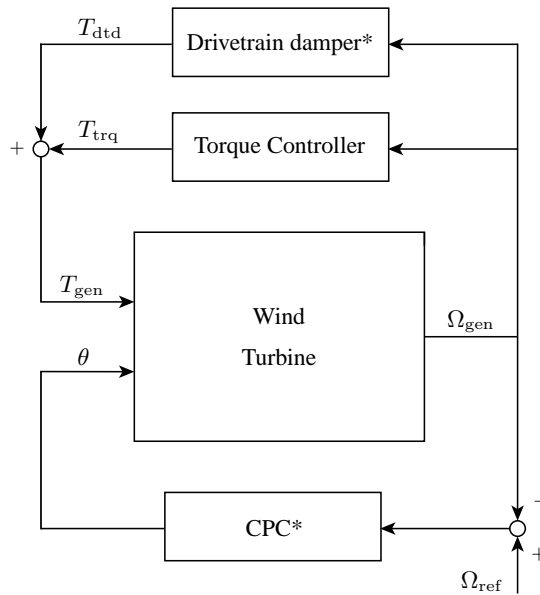 T_dtd
Drivetrain damper*
+
T_trq
Torque Controller
T_gen
Wind
Turbine
Ω_gen
θ
CPC*
−
+
Ω_ref